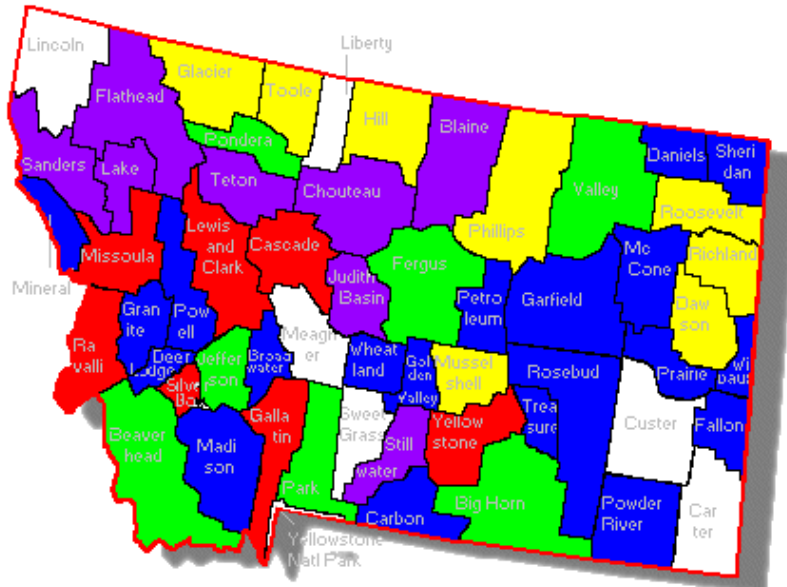 Lincoln
Liberty
Glacier
Toole
Hill
Flathead
Blaine
Pondera
Daniels
Sheri
dan
Sanders
Lake
Teton
Chouteau
Valley
Roosevelt
Phillips
Missoula
Lewis
and
Clark
Cascade
Mc
Cone
Richland
Mineral
Judith
Basin
Fergus
Petro
leum
Garfield
Daw
son
Gran
ite
Pow
ell
Meagh
er
Ra
valli
Deer
Lodge
Jeffer
son
Broad
water
Wheat
land
Gol
den
Valley
Mussel
shell
Rosebud
Prairie
Wi
baux
Silver
Bow
Beaver
head
Madi
son
Galla
tin
Park
Sweet
Grass
Still
water
Yellow
stone
Trea
sure
Custer
Fallon
Carbon
Big Horn
Powder
River
Car
ter
Yellowstone
Natl Park